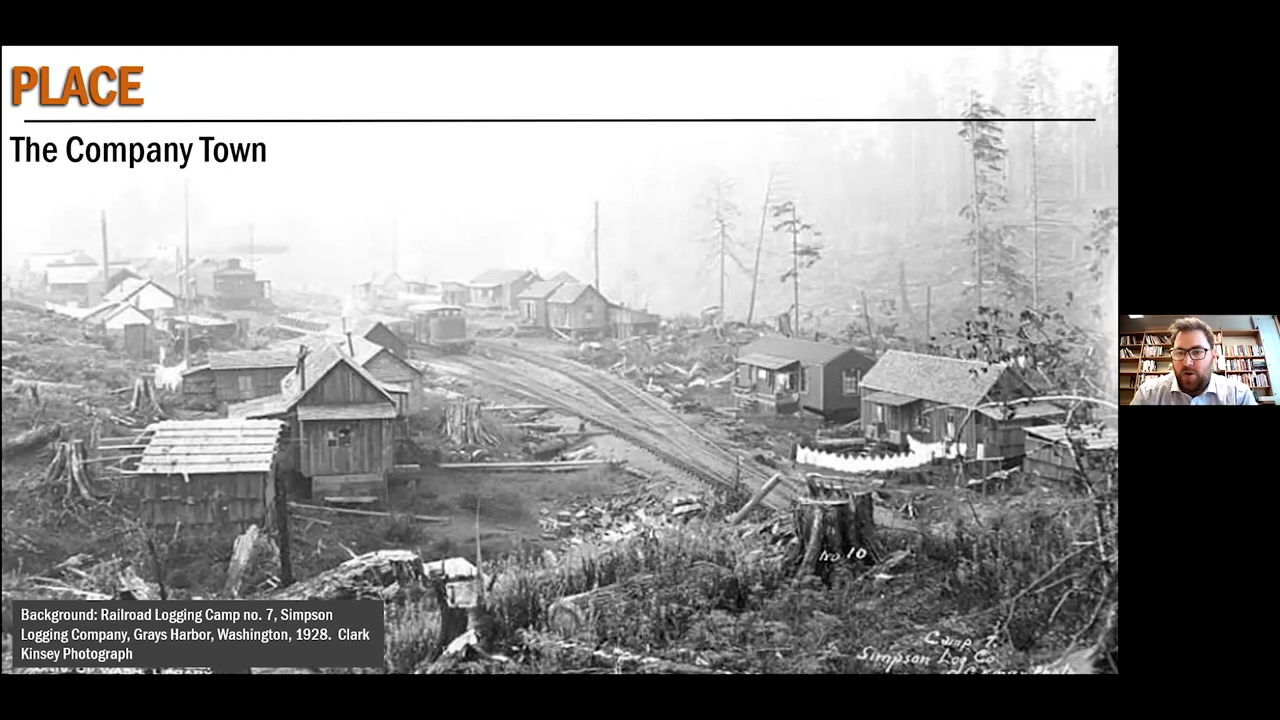 PLACE
The Company Town
No 10
Background: Railroad Logging Camp no. 7, Simpson
Logging Company, Grays Harbor, Washington, 1928. Clark
Kinsey Photograph
Camp 7.
Simpson Log Co
Photo